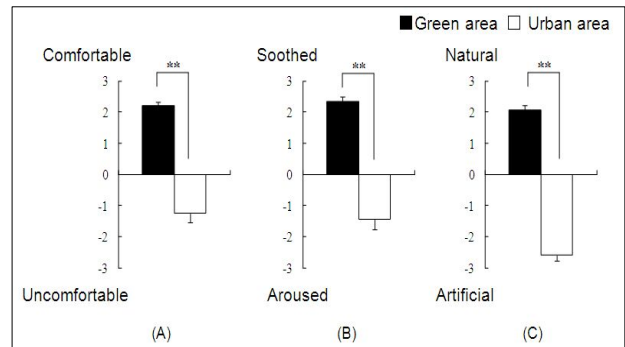 Green area Urban area
Comfortable Soothed Natural
** ** **
3 3 3
2 2 2
1 1 1
0 0 0
-1 -1 -1
-2 -2 -2
-3 -3 -3
Uncomfortable Aroused Artificial
(A) (B) (C)